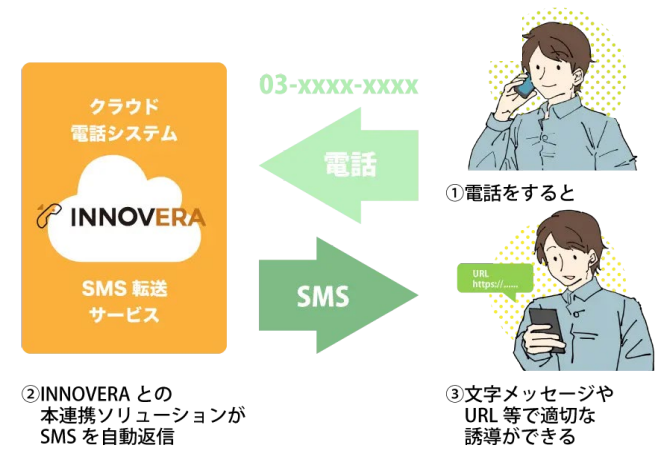 クラウド
電話システム
INNOVERA
SMS 転送
サービス
03-xxxx-xxxx
電話
SMS
①電話をすると
URL
https://......
②INNOVERA との
本連携ソリューションが
SMS を自動返信
③文字メッセージや
URL 等で適切な
誘導ができる